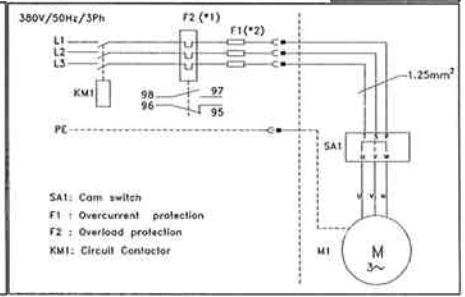 380V/50Hz/3Ph
F2 (*1)
F1(*2)
L1
L2
L3
KM1
98 97
96 95
1.25mm²
PE
SA1
U V W
U V W
M1
M
3~
SA1: Cam switch
F1 : Overcurrent protection
F2 : Overload protection
KM1: Circuit Contactor